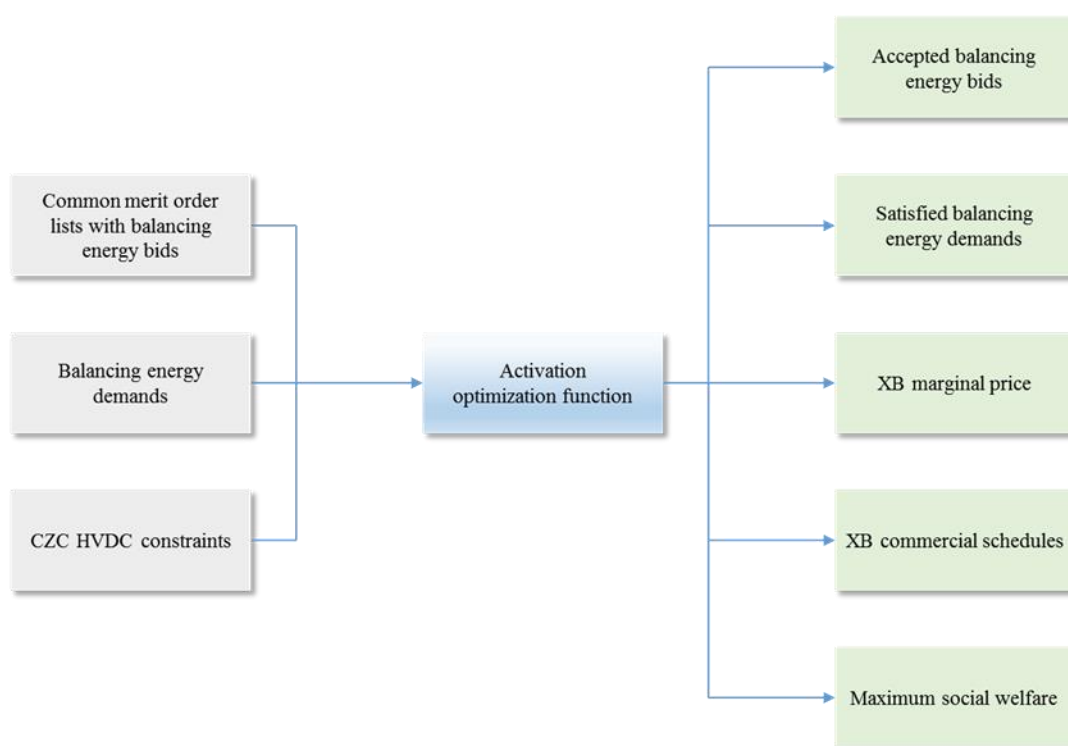 Common merit order
lists with balancing
energy bids
Balancing energy
demands
CZC HVDC constraints
Activation
optimization function
Accepted balancing
energy bids
Satisfied balancing
energy demands
XB marginal price
XB commercial schedules
Maximum social welfare